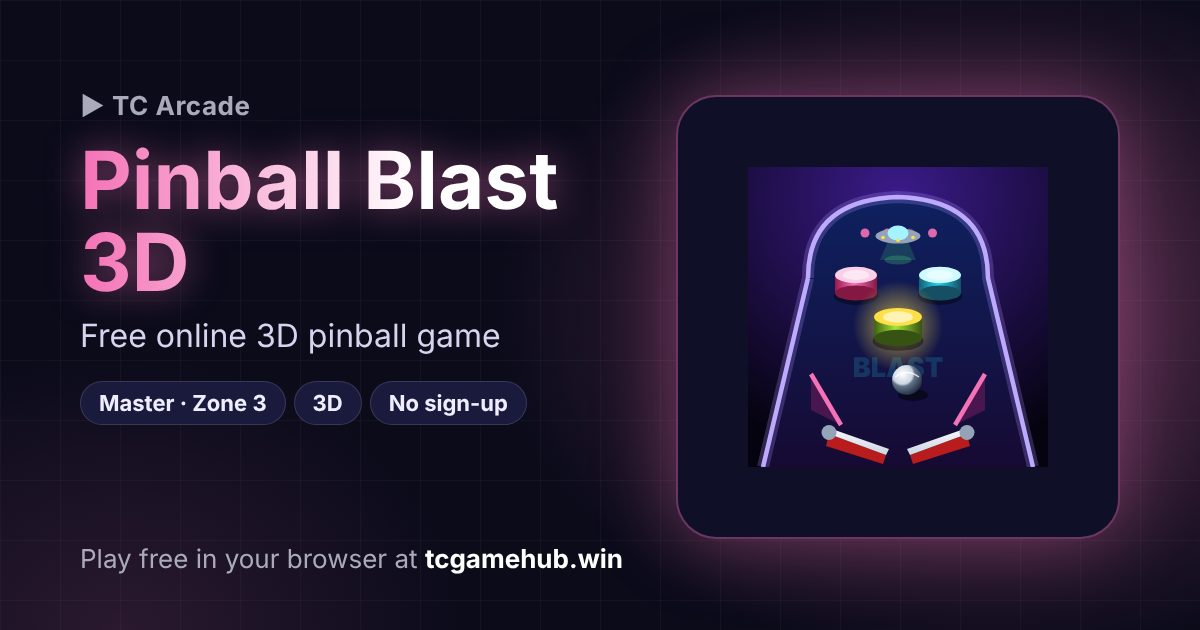 TC Arcade
Pinball Blast
3D
Free online 3D pinball game
Master · Zone 3
3D
No sign-up
Play free in your browser at tcgamehub.win
BLAST